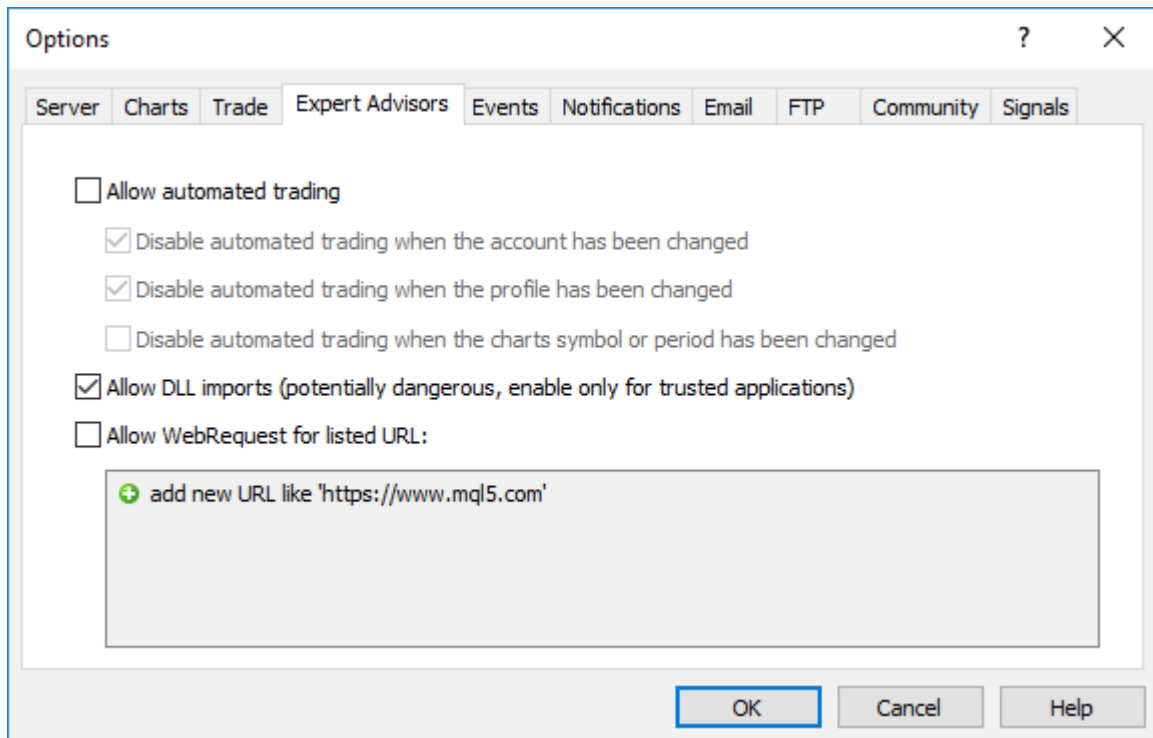 Options
Server Charts Trade Expert Advisors Events Notifications Email FTP Community Signals
Allow automated trading
Disable automated trading when the account has been changed
Disable automated trading when the profile has been changed
Disable automated trading when the charts symbol or period has been changed
Allow DLL imports (potentially dangerous, enable only for trusted applications)
Allow WebRequest for listed URL:
add new URL like 'https://www.mql5.com'
OK Cancel Help